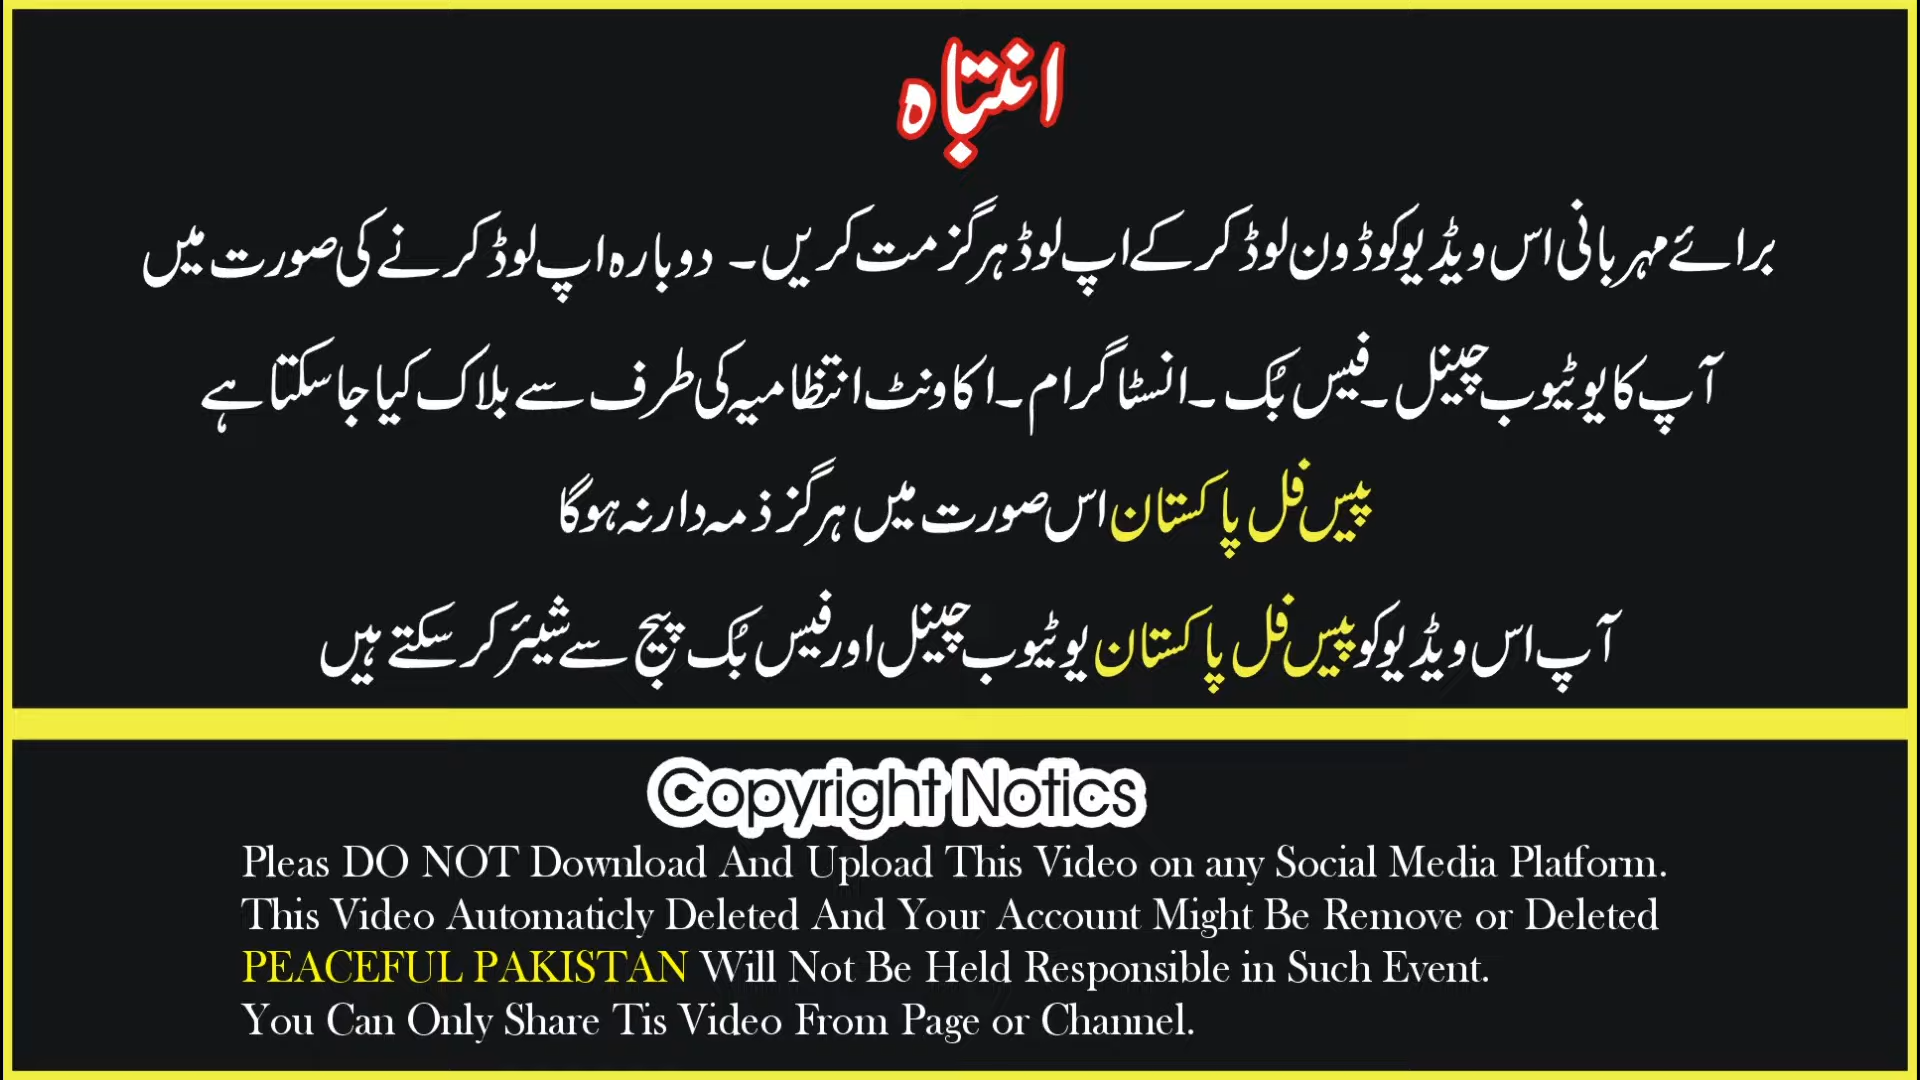 انتباہ
برائے مہربانی اس ویڈیو کو ڈون لوڈ کر کے اپ لوڈ ہرگز مت کریں۔ دوبارہ اپ لوڈ کرنے کی صورت میں
آپ کا یوٹیوب چینل۔ فیس بُک۔ انسٹاگرام۔ اکاونٹ انتظامیہ کی طرف سے بلاک کیا جا سکتا ہے
پیس فل پاکستان اس صورت میں ہرگز ذمہ دار نہ ہوگا
آپ اس ویڈیو کو پیس فل پاکستان یوٹیوب چینل اور فیس بُک پیج سے شیئر کر سکتے ہیں
Copyright Notics
Pleas DO NOT Download And Upload This Video on any Social Media Platform.
This Video Automaticly Deleted And Your Account Might Be Remove or Deleted
PEACEFUL PAKISTAN Will Not Be Held Responsible in Such Event.
You Can Only Share Tis Video From Page or Channel.